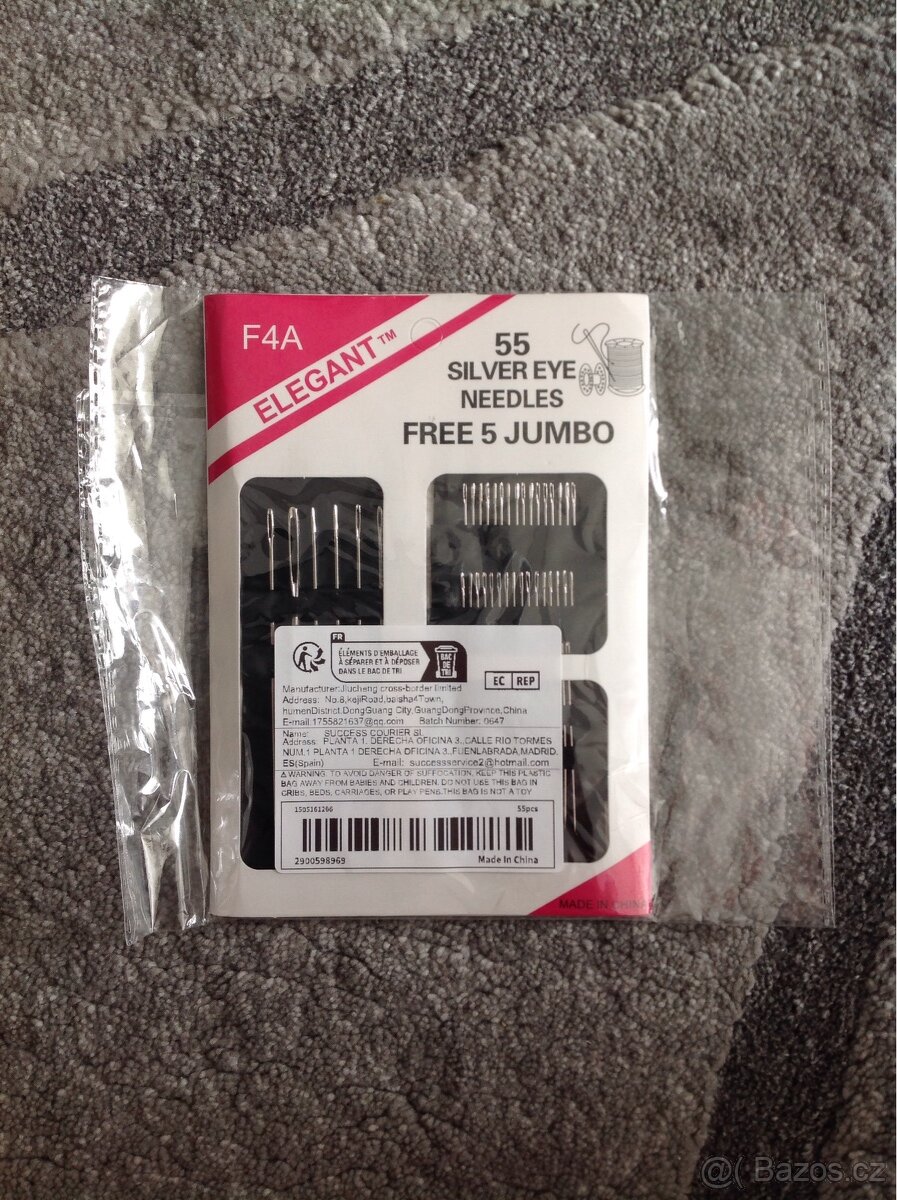 F4A
ELEGANT™
55
SILVER EYE
NEEDLES
FREE 5 JUMBO
FR
ÉLÉMENTS D'EMBALLAGE
À SÉPARER ET À DÉPOSER
DANS LE BAC DE TRI
BAC
DE
TRI
EC REP
Manufacturer:Jiucheng cross-border limited
Address: No.8,kejiRoad,baisha4Town,
humenDistrict,DongGuang City,GuangDongProvince,China
E-mail:1755821637@qq.com Batch Number: 0647
Name: SUCCESS COURIER SL
Address: PLANTA 1. DERECHA OFICINA 3.,CALLE RIO TORMES
NUM.1 PLANTA 1 DERECHA OFICINA 3.,FUENLABRADA,MADRID.
ES(Spain) E-mail: successservice2@hotmail.com
⚠ WARNING: TO AVOID DANGER OF SUFFOCATION, KEEP THIS PLASTIC
BAG AWAY FROM BABIES AND CHILDREN. DO NOT USE THIS BAG IN
CRIBS, BEDS, CARRIAGES, OR PLAY PENS.THIS BAG IS NOT A TOY
1505161266 55pcs
2900598969 Made In China
MADE IN CHINA
@( Bazos.cz